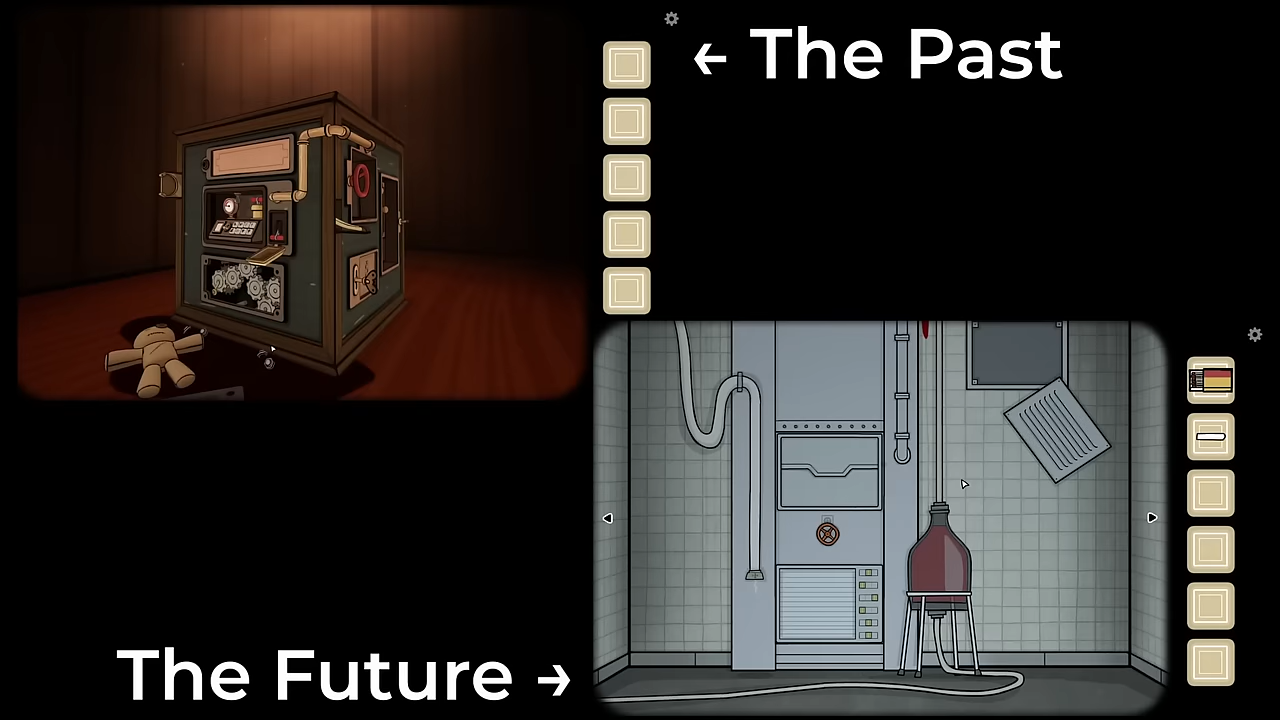 ← The Past
The Future →